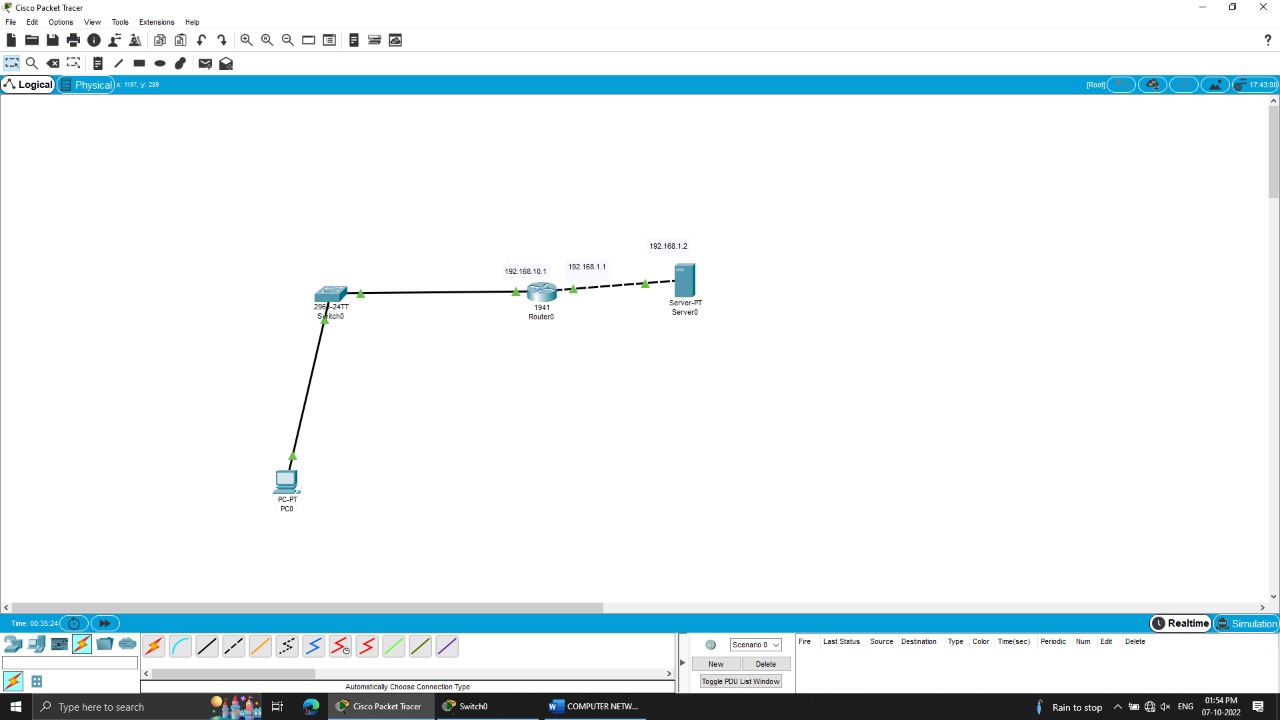 Cisco Packet Tracer
File Edit Options View Tools Extensions Help
?
Logical Physical x: 1197, y: 289 [Root] 17:43:00
192.168.1.2
192.168.10.1 192.168.1.1
2960-24TT
Switch0
1941
Router0
Server-PT
Server0
PC-PT
PC0
Time: 00:35:24 Realtime Simulation
Scenario 0 Fire Last Status Source Destination Type Color Time(sec) Periodic Num Edit Delete
New Delete
Toggle PDU List Window
Automatically Choose Connection Type
Type here to search Cisco Packet Tracer Switch0 COMPUTER NETW... Rain to stop ENG 01:54 PM
07-10-2022